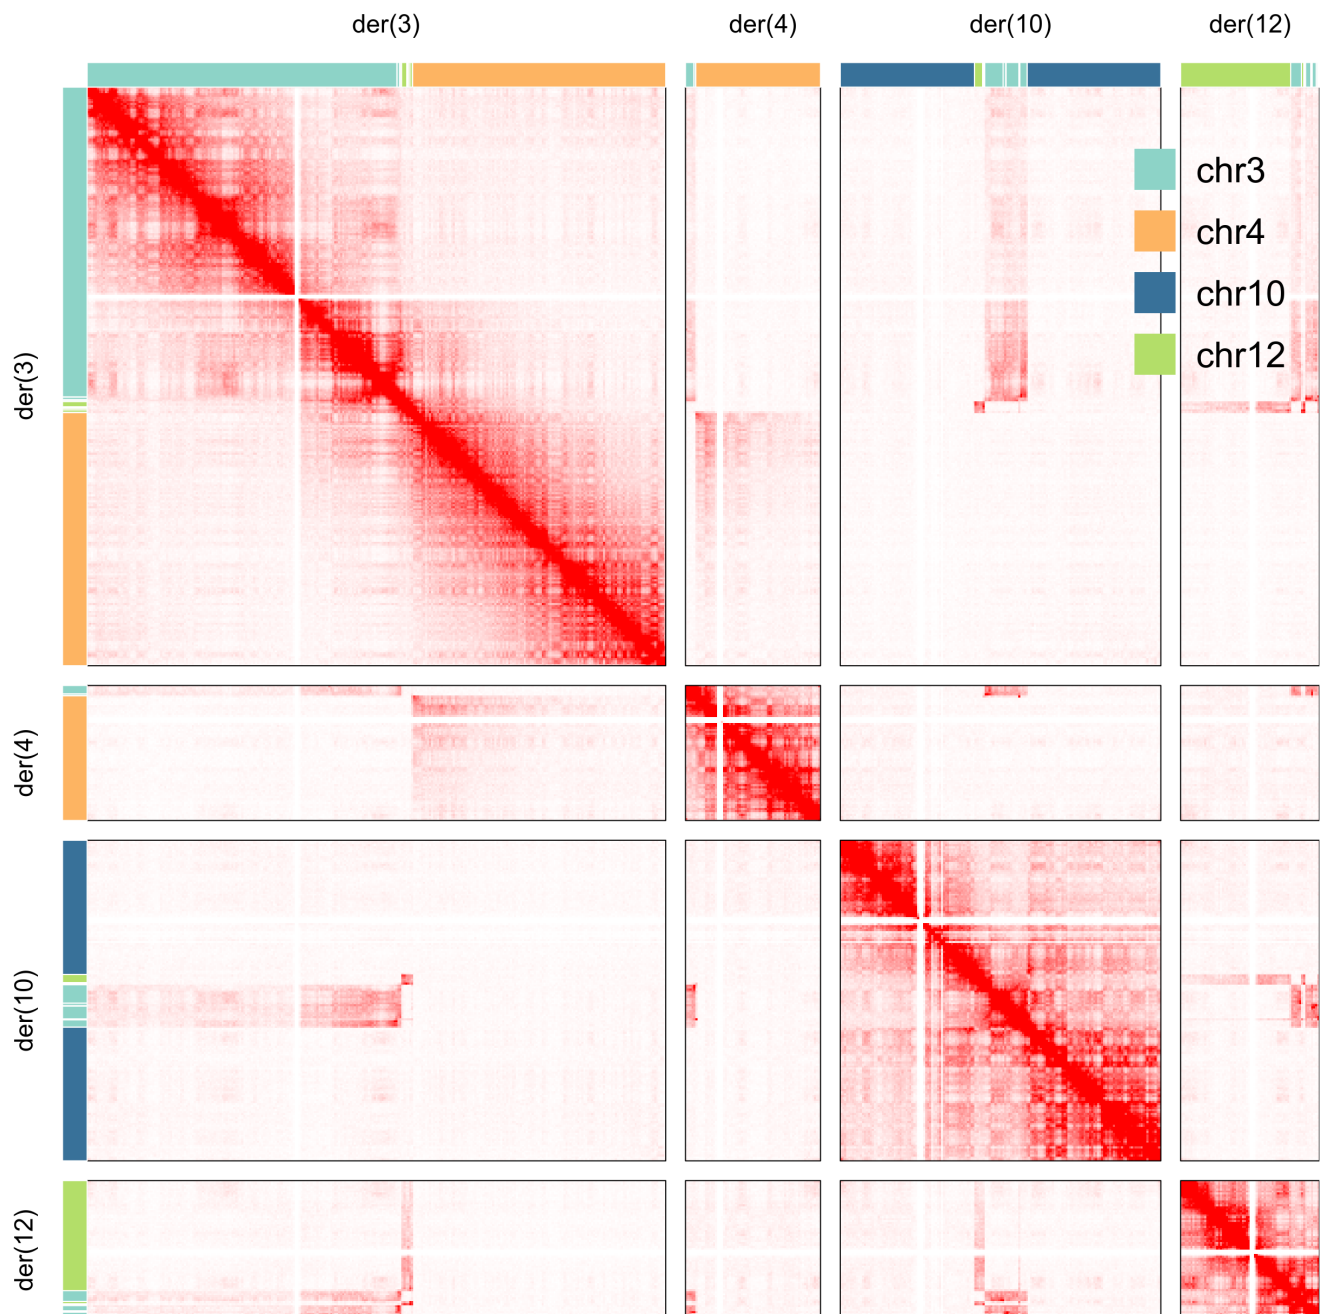 der(3) der(4) der(10) der(12)
chr3
chr4
chr10
chr12
der(3)
der(4)
der(10)
der(12)